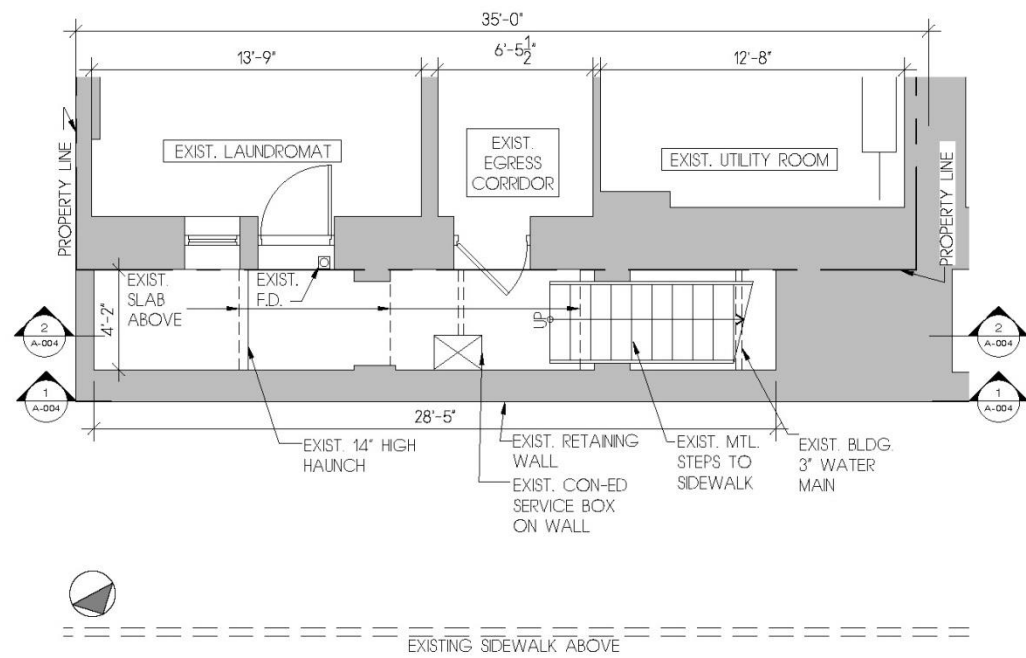 35'-0"
13'-9"
6'-5 1/2"
12'-8"
PROPERTY LINE
EXIST. LAUNDROMAT
EXIST.
EGRESS
CORRIDOR
EXIST. UTILITY ROOM
PROPERTY LINE
EXIST.
SLAB
ABOVE
EXIST.
F.D.
4'-2"
UP
2
A-004
2
A-004
1
A-004
1
A-004
28'-5"
EXIST. 14" HIGH
HAUNCH
EXIST. RETAINING
WALL
EXIST. CON-ED
SERVICE BOX
ON WALL
EXIST. MTL.
STEPS TO
SIDEWALK
EXIST. BLDG.
3" WATER
MAIN
EXISTING SIDEWALK ABOVE